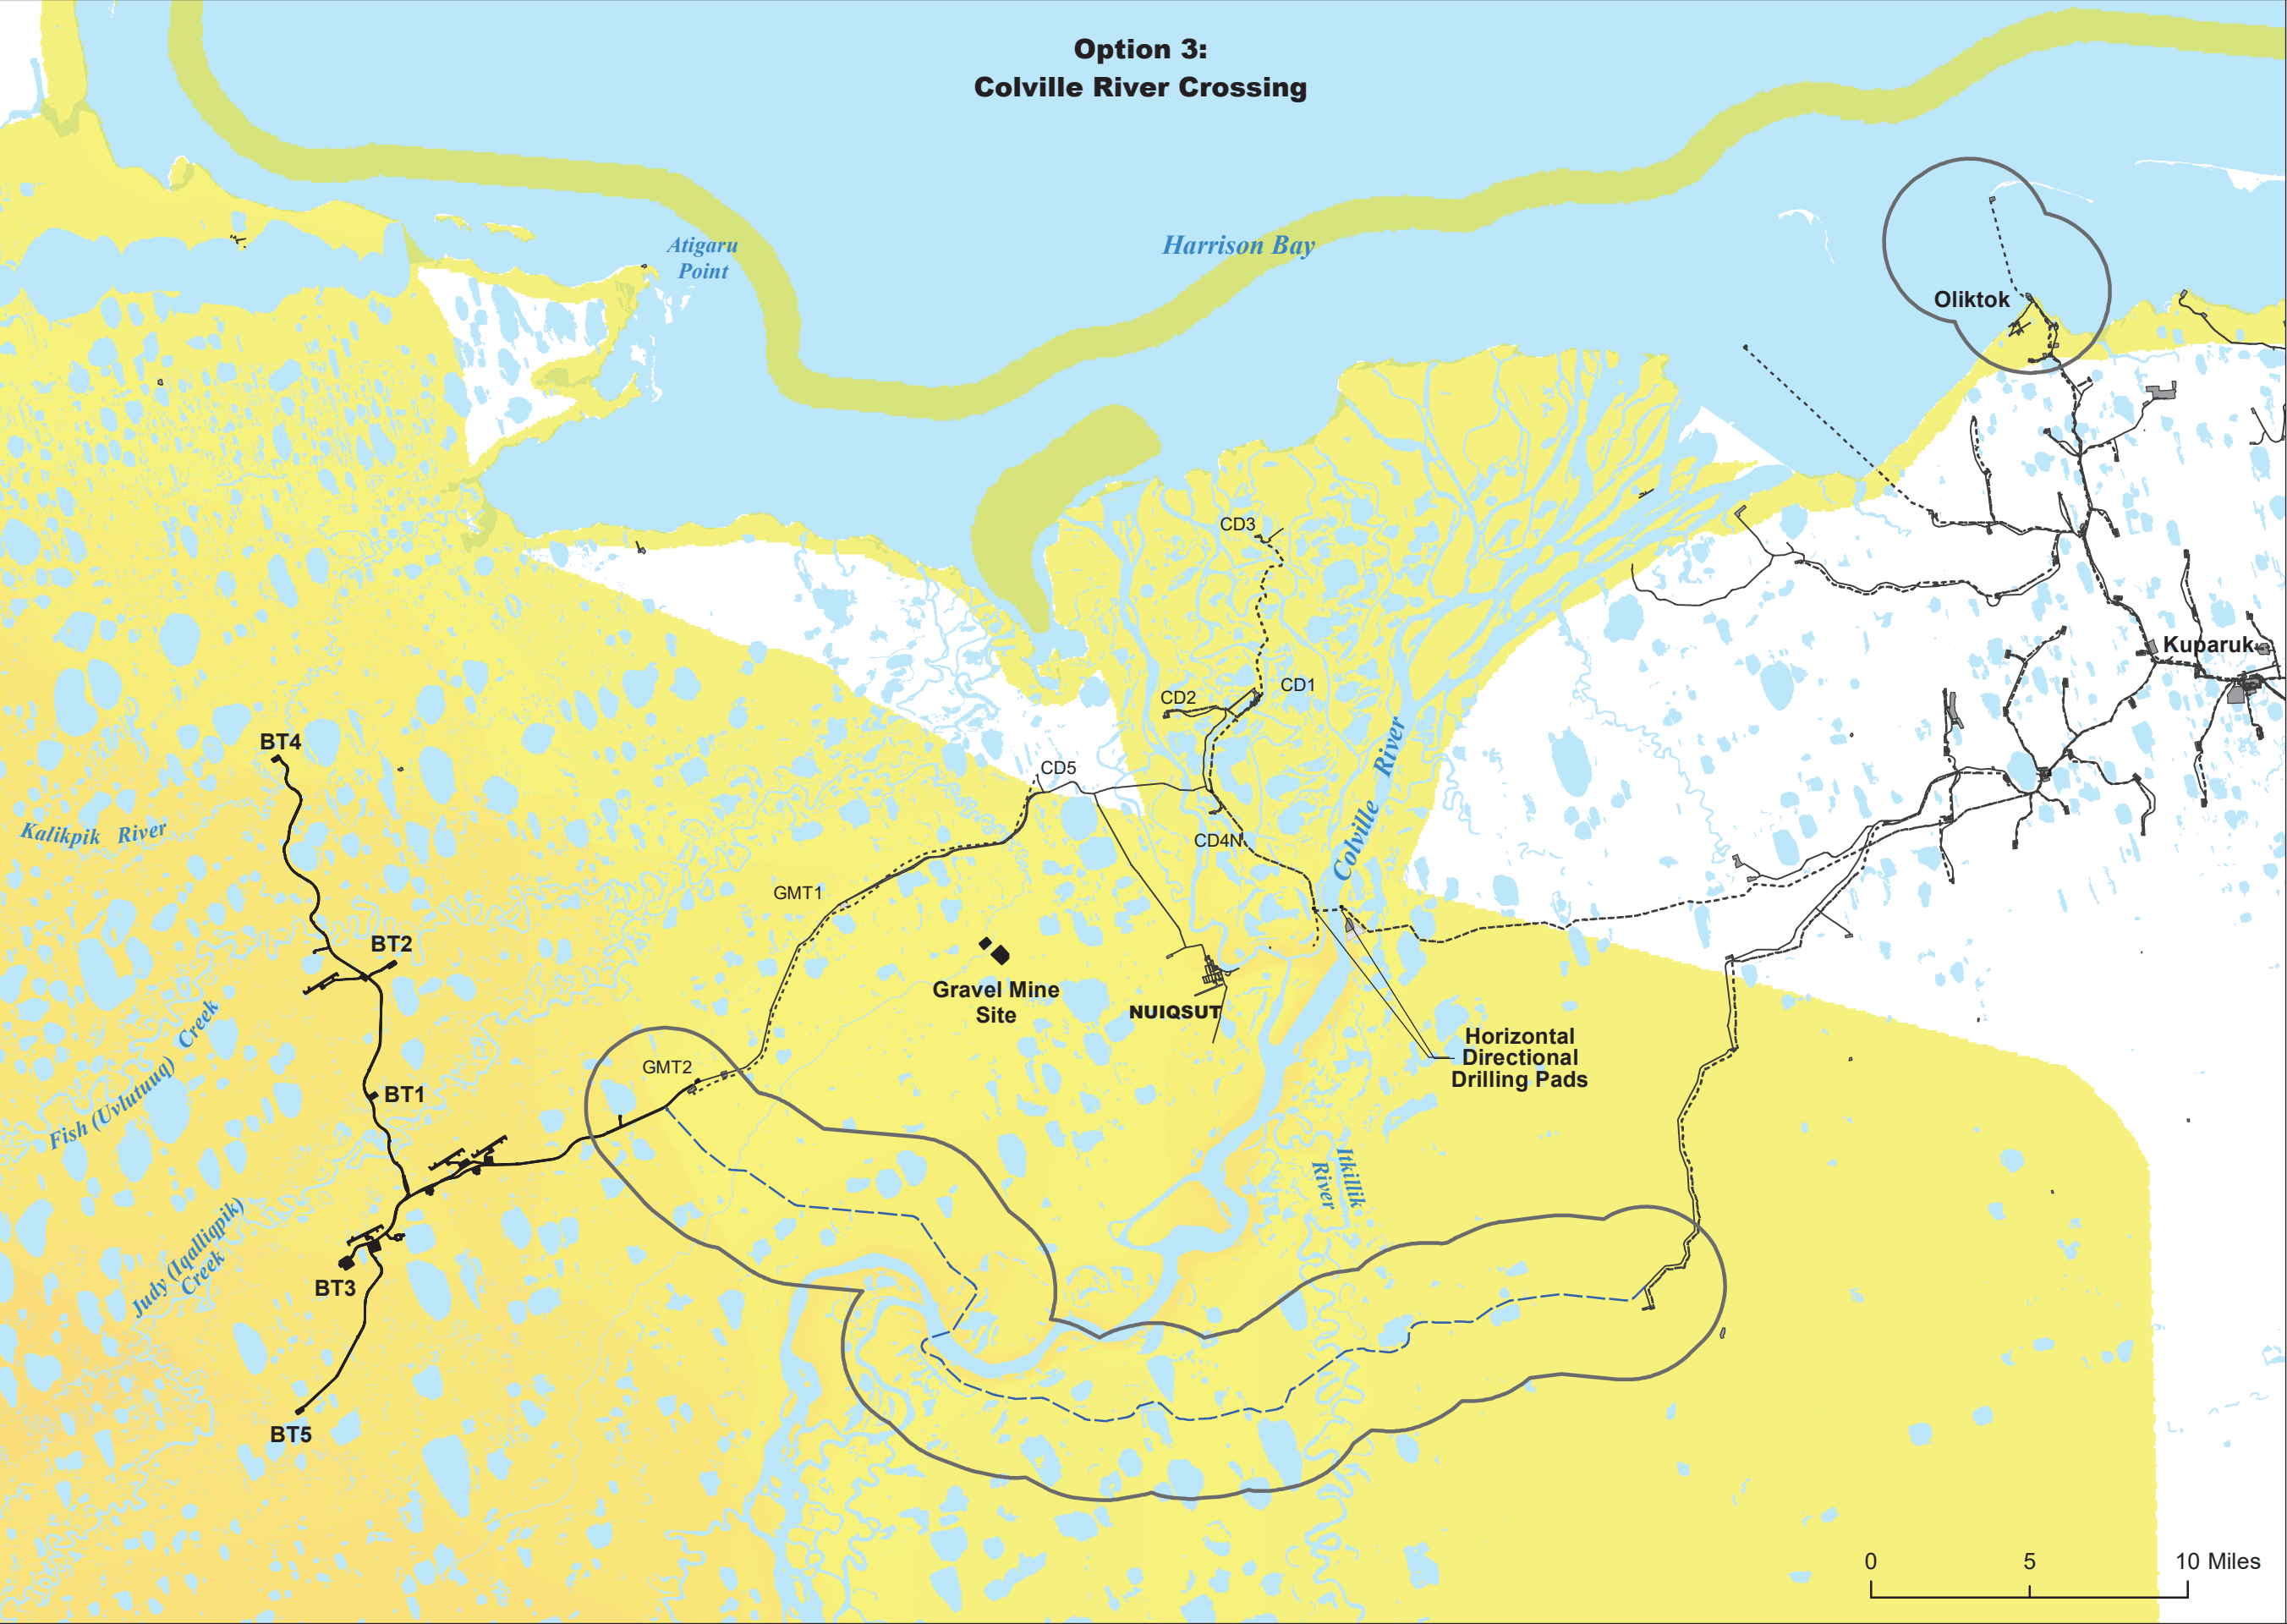 Option 3:
Colville River Crossing
Atigaru
Point
Harrison Bay
Oliktok
CD3
Kuparuk
CD1
CD2
BT4
CD5
Colville River
Kalikpik River
CD4N
GMT1
BT2
Gravel Mine
Site
NUIQSUT
Fish (Uvlutuuq) Creek
Horizontal
Directional
Drilling Pads
GMT2
BT1
Itkillik
River
Judy (Iqalliqpik)
Creek
BT3
BT5
0 5 10 Miles